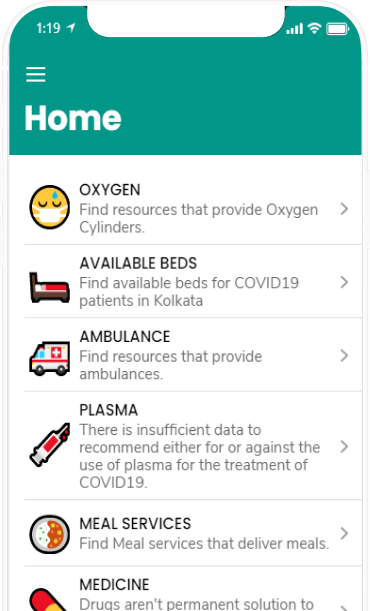 1:19
Home
OXYGEN
Find resources that provide Oxygen
Cylinders.
AVAILABLE BEDS
Find available beds for COVID19
patients in Kolkata
AMBULANCE
Find resources that provide
ambulances.
PLASMA
There is insufficient data to
recommend either for or against the
use of plasma for the treatment of
COVID19.
MEAL SERVICES
Find Meal services that deliver meals.
MEDICINE
Drugs aren't permanent solution to